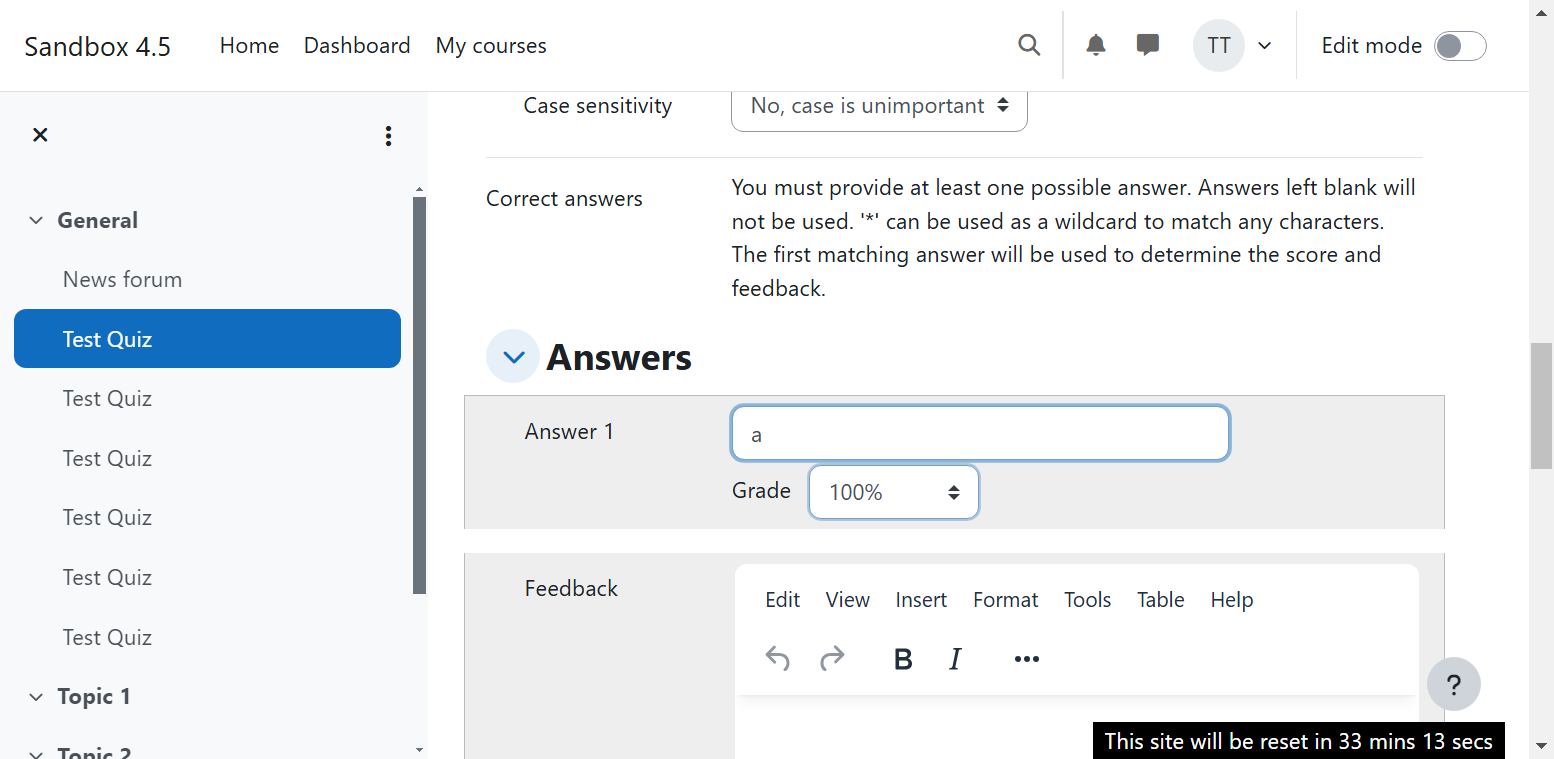 Sandbox 4.5 Home Dashboard My courses TT Edit mode
Case sensitivity No, case is unimportant
General
News forum
Test Quiz
Test Quiz
Test Quiz
Test Quiz
Test Quiz
Test Quiz
Topic 1
Topic 2
Correct answers
You must provide at least one possible answer. Answers left blank will
not be used. '*' can be used as a wildcard to match any characters.
The first matching answer will be used to determine the score and
feedback.
Answers
Answer 1 a
Grade 100%
Feedback
Edit View Insert Format Tools Table Help
B I
?
This site will be reset in 33 mins 13 secs